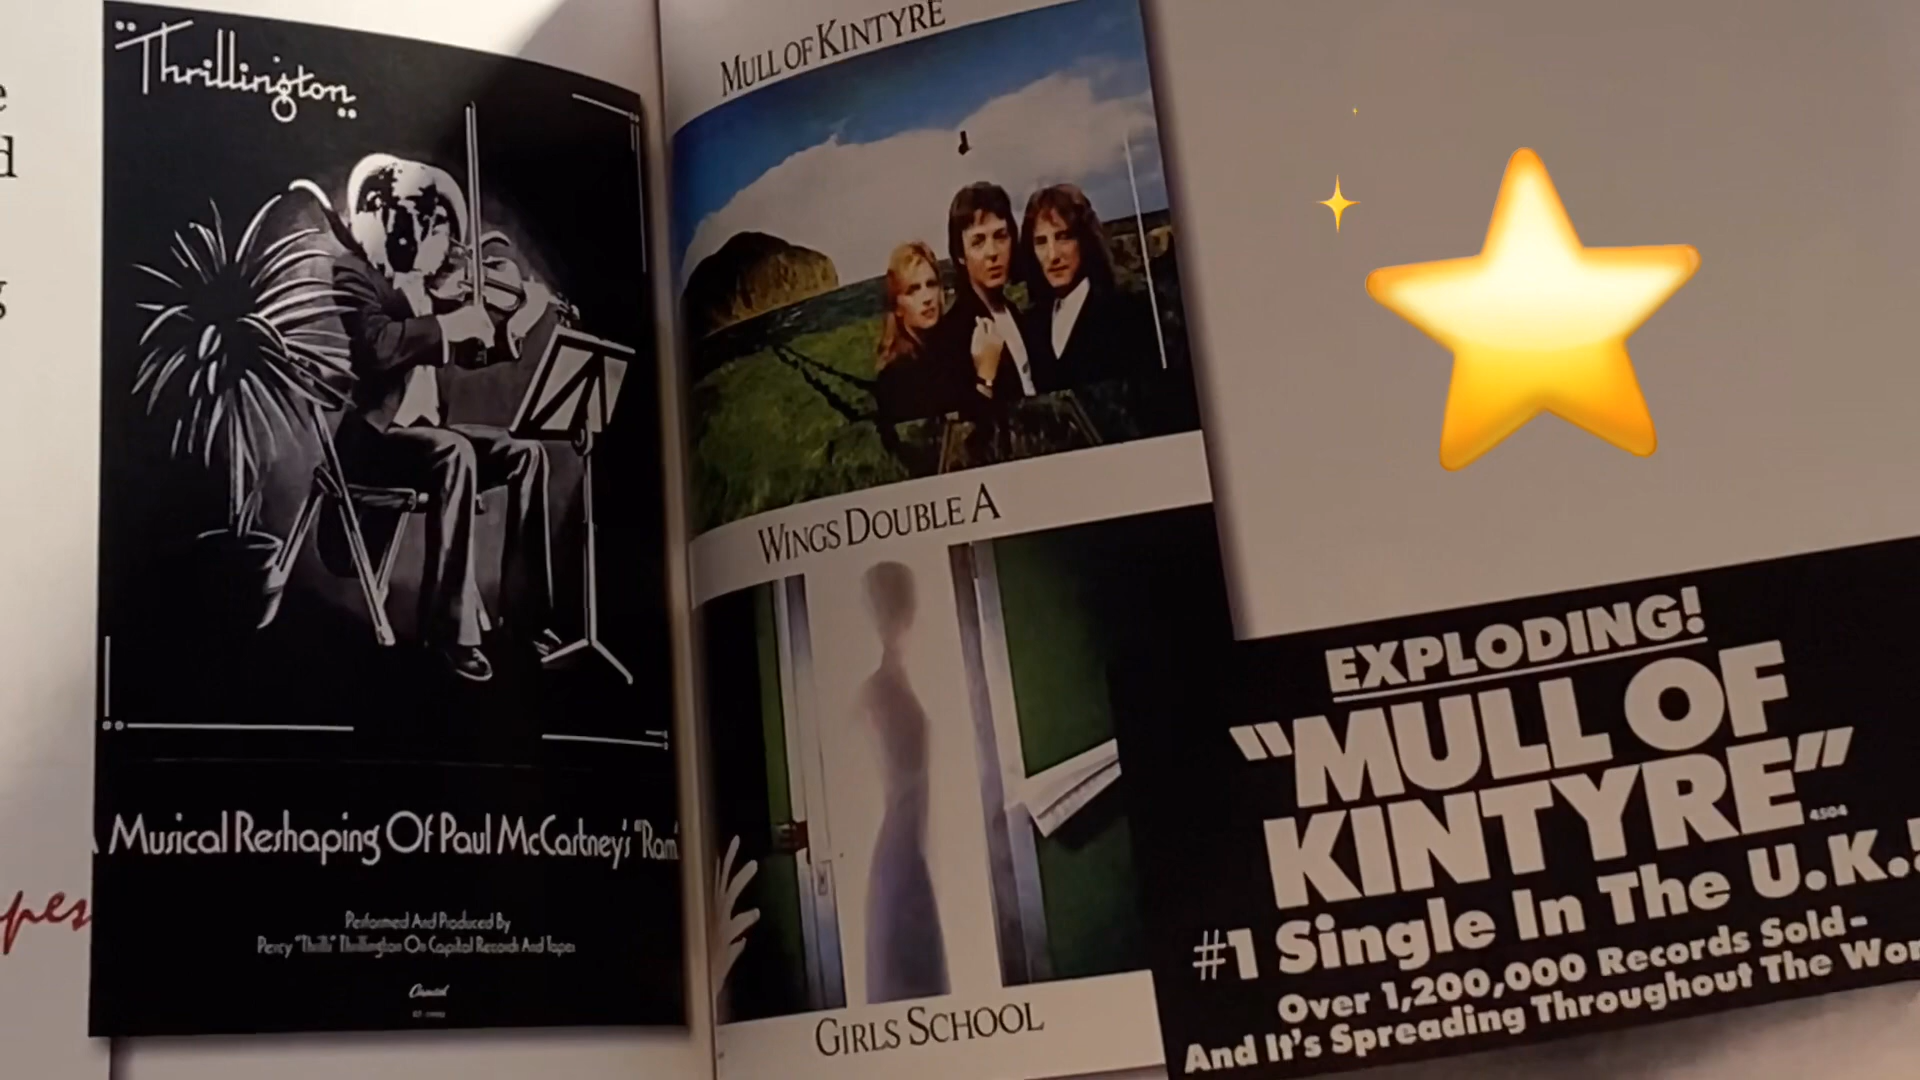 e
d
g
pes
Thrillington
A Musical Reshaping Of Paul McCartney's "Ram"
Performed And Produced By
Percy "Thrills" Thrillington On Capitol Records And Tapes
Capitol
MULL OF KINTYRE
WINGS DOUBLE A
GIRLS SCHOOL
EXPLODING!
"MULL OF
KINTYRE" 4504
#1 Single In The U.K.!
Over 1,200,000 Records Sold-
And It's Spreading Throughout The Wor